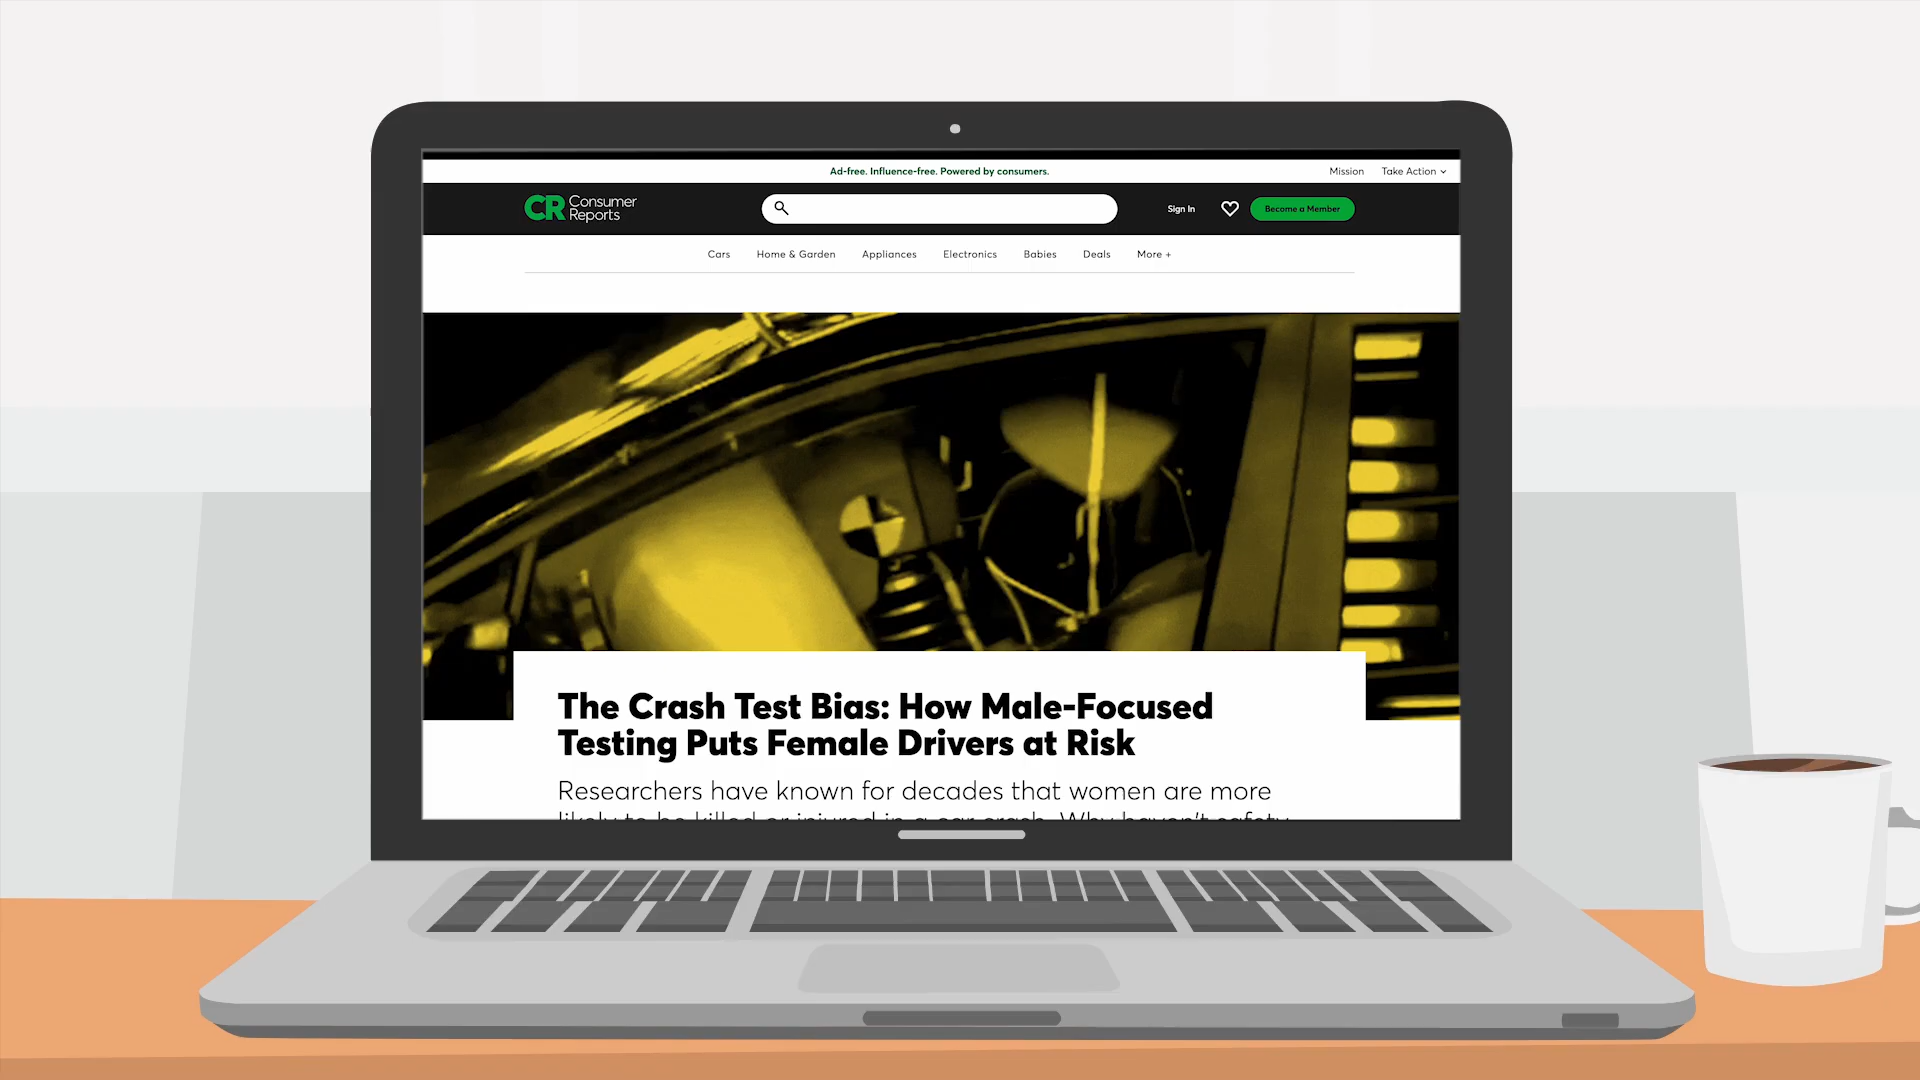 Ad-free. Influence-free. Powered by consumers.
Mission Take Action
CR Consumer Reports
Sign In
Become a Member
Cars Home & Garden Appliances Electronics Babies Deals More +
The Crash Test Bias: How Male-Focused
Testing Puts Female Drivers at Risk
Researchers have known for decades that women are more
likely to be killed or injured in a car crash. Why haven't safety